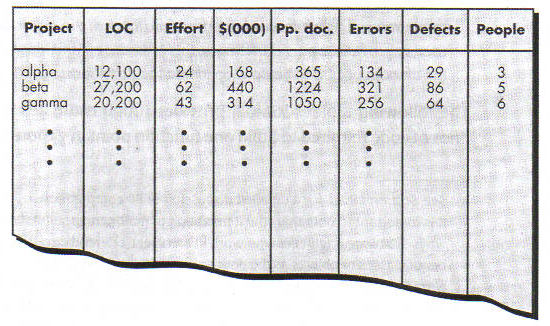 Project LOC Effort $(000) Pp. doc. Errors Defects People
alpha 12,100 24 168 365 134 29 3
beta 27,200 62 440 1224 321 86 5
gamma 20,200 43 314 1050 256 64 6